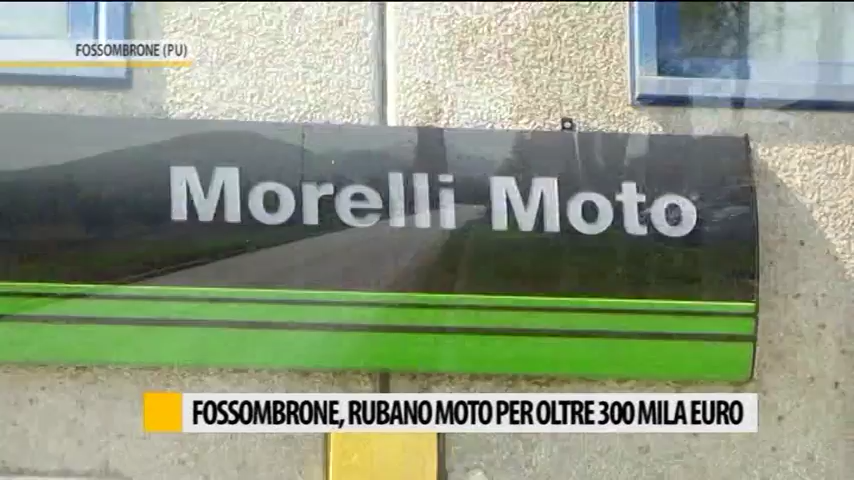 FOSSOMBRONE (PU)
Morelli Moto
FOSSOMBRONE, RUBANO MOTO PER OLTRE 300 MILA EURO